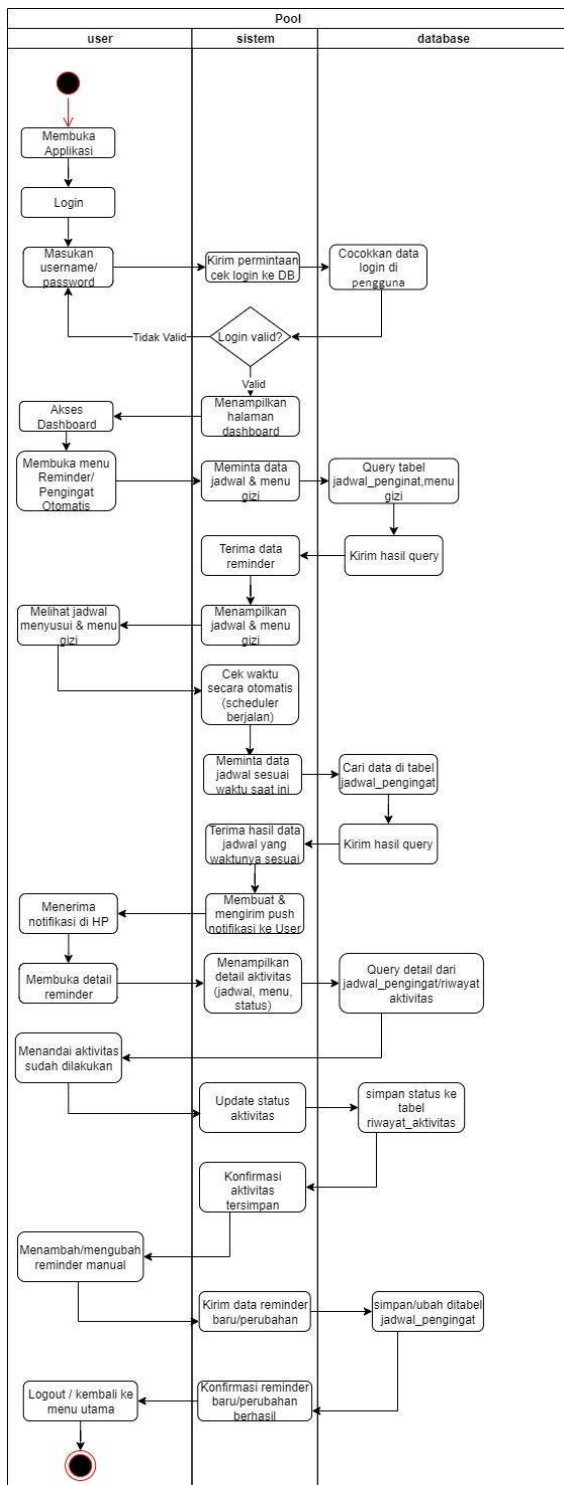 Pool
user
sistem
database
Membuka
Applikasi
Login
Masukan
username/
password
Kirim permintaan
cek login ke DB
Cocokkan data
login di
pengguna
Tidak Valid
Login valid?
Valid
Menampilkan
halaman
dashboard
Akses
Dashboard
Membuka menu
Reminder/
Pengingat
Otomatis
Meminta data
jadwal & menu
gizi
Query tabel
jadwal_penginat,menu
gizi
Kirim hasil query
Terima data
reminder
Menampilkan
jadwal & menu
gizi
Melihat jadwal
menyusui & menu
gizi
Cek waktu
secara otomatis
(scheduler
berjalan)
Meminta data
jadwal sesuai
waktu saat ini
Cari data di tabel
jadwal_pengingat
Kirim hasil query
Terima hasil data
jadwal yang
waktunya sesuai
Membuat &
mengirim push
notifikasi ke User
Menerima
notifikasi di HP
Membuka detail
reminder
Menampilkan
detail aktivitas
(jadwal, menu,
status)
Query detail dari
jadwal_pengingat/riwayat
aktivitas
Menandai aktivitas
sudah dilakukan
Update status
aktivitas
simpan status ke
tabel
riwayat_aktivitas
Konfirmasi
aktivitas
tersimpan
Menambah/mengubah
reminder manual
Kirim data reminder
baru/perubahan
simpan/ubah ditabel
jadwal_pengingat
Konfirmasi reminder
baru/perubahan
berhasil
Logout / kembali ke
menu utama